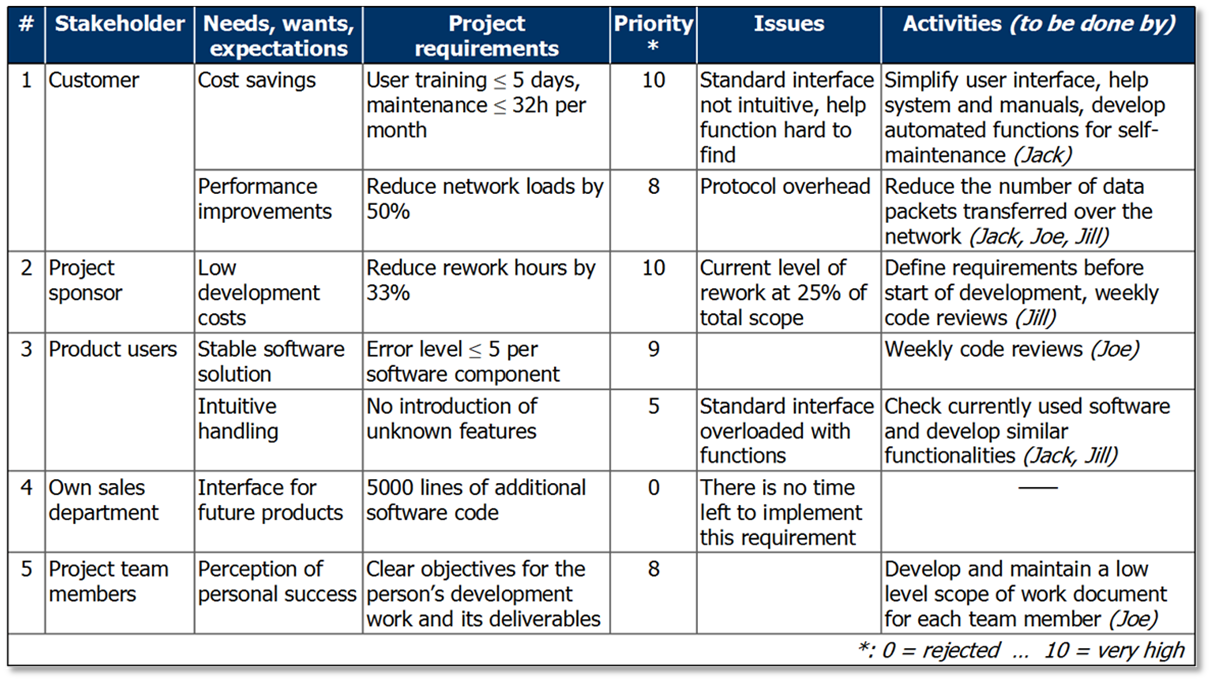 # Stakeholder Needs, wants, expectations Project requirements Priority * Issues Activities (to be done by)
1 Customer Cost savings User training ≤ 5 days, 10 Standard interface Simplify user interface, help
maintenance ≤ 32h per not intuitive, help system and manuals, develop
month function hard to automated functions for self-
find maintenance (Jack)
Performance Reduce network loads by 8 Protocol overhead Reduce the number of data
improvements 50% packets transferred over the
network (Jack, Joe, Jill)
2 Project Low Reduce rework hours by 10 Current level of Define requirements before
sponsor development 33% rework at 25% of start of development, weekly
costs total scope code reviews (Jill)
3 Product users Stable software Error level ≤ 5 per 9 Weekly code reviews (Joe)
solution software component
Intuitive No introduction of 5 Standard interface Check currently used software
handling unknown features overloaded with and develop similar
functions functionalities (Jack, Jill)
4 Own sales Interface for 5000 lines of additional 0 There is no time ——
department future products software code left to implement
this requirement
5 Project team Perception of Clear objectives for the 8 Develop and maintain a low
members personal success person's development level scope of work document
work and its deliverables for each team member (Joe)
*: 0 = rejected ... 10 = very high